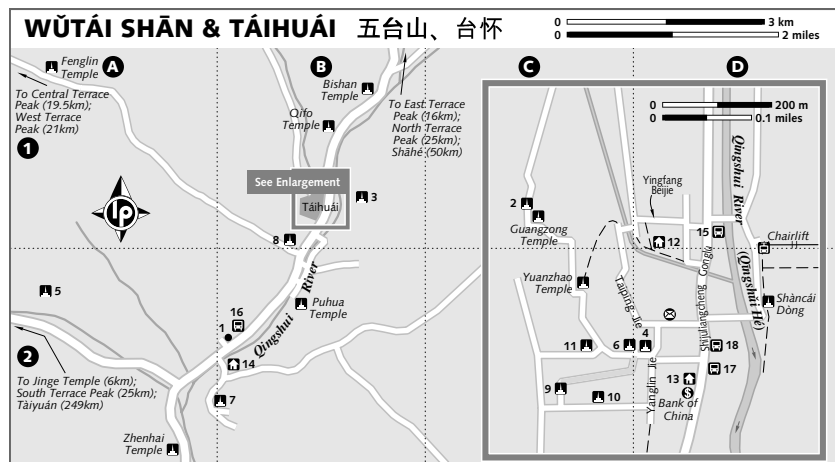 WǓTÁI SHĀN & TÁIHUÁI 五台山、台怀
0 3 km
0 2 miles
A
B
C
D
1
2
Fenglin
Temple
To Central Terrace
Peak (19.5km);
West Terrace
Peak (21km)
Bishan
Temple
Qifo
Temple
To East Terrace
Peak (16km);
North Terrace
Peak (25km);
Shāhé (50km)
See Enlargement
Táihuái
3
8
5
lp
Qingshui River
Puhua
Temple
16
1
14
7
To Jinge Temple (6km);
South Terrace Peak (25km);
Tàiyuán (249km)
Zhenhai
Temple
0 200 m
0 0.1 miles
Qingshui River
(Qīngshuǐ Hé)
Yingfang
Beijie
2
Guangzong
Temple
15
12
Chairlift
Yuanzhao
Temple
Taiping Jie
Shijuliangcheng Gonglu
Shàncái
Dòng
4
11
6
18
17
9
10
13
Yanglin Jie
$
Bank of
China